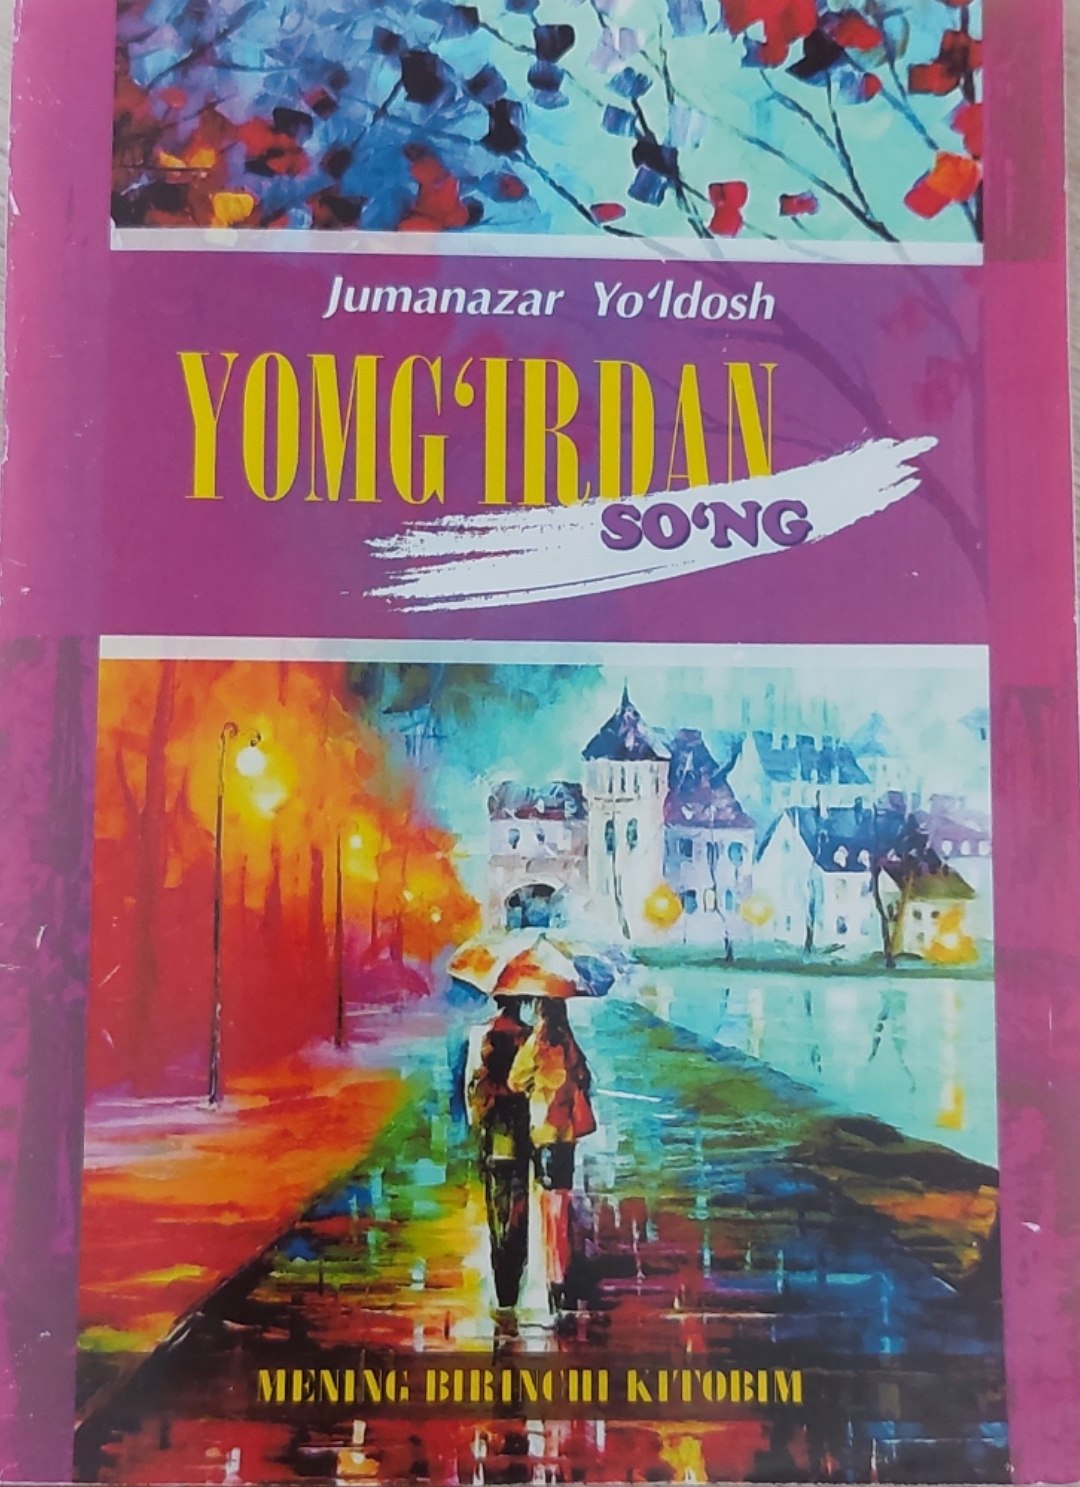 Jumanazar Yo‘ldosh
YOMG‘IRDAN
SO‘NG
MENING BIRINCHI KITOBIM